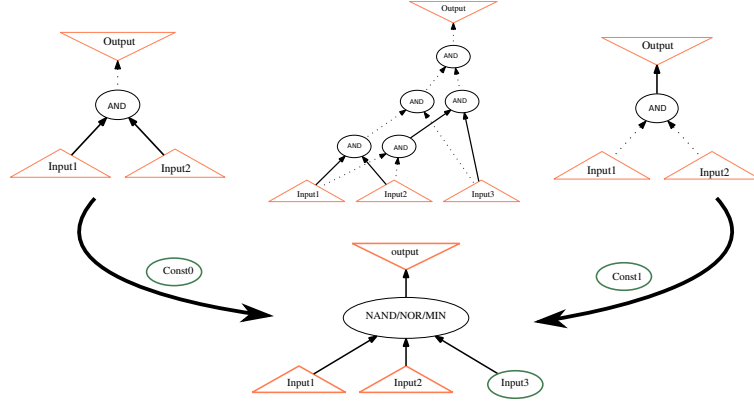 Output
AND
Input1
Input2
Output
AND
AND
AND
AND
AND
Input1
Input2
Input3
Output
AND
Input1
Input2
Const0
Const1
output
NAND/NOR/MIN
Input1
Input2
Input3